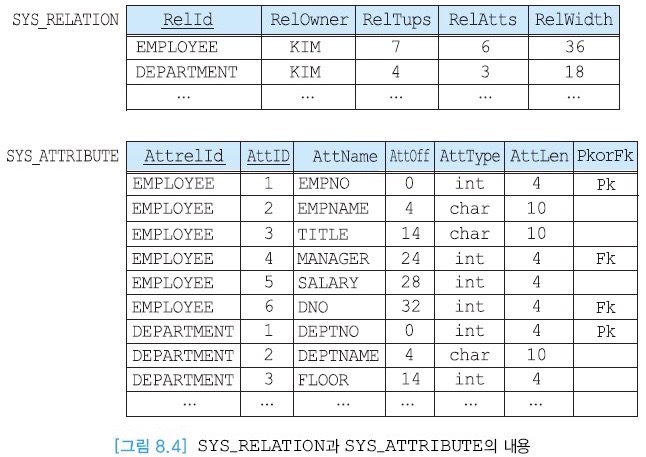 SYS_RELATION RelId RelOwner RelTups RelAtts RelWidth
EMPLOYEE KIM 7 6 36
DEPARTMENT KIM 4 3 18
… … … … …
SYS_ATTRIBUTE AttrelId AttID AttName AttOff AttType AttLen PkorFk
EMPLOYEE 1 EMPNO 0 int 4 Pk
EMPLOYEE 2 EMPNAME 4 char 10
EMPLOYEE 3 TITLE 14 char 10
EMPLOYEE 4 MANAGER 24 int 4 Fk
EMPLOYEE 5 SALARY 28 int 4
EMPLOYEE 6 DNO 32 int 4 Fk
DEPARTMENT 1 DEPTNO 0 int 4 Pk
DEPARTMENT 2 DEPTNAME 4 char 10
DEPARTMENT 3 FLOOR 14 int 4
… … … … … …
[그림 8.4] SYS_RELATION과 SYS_ATTRIBUTE의 내용